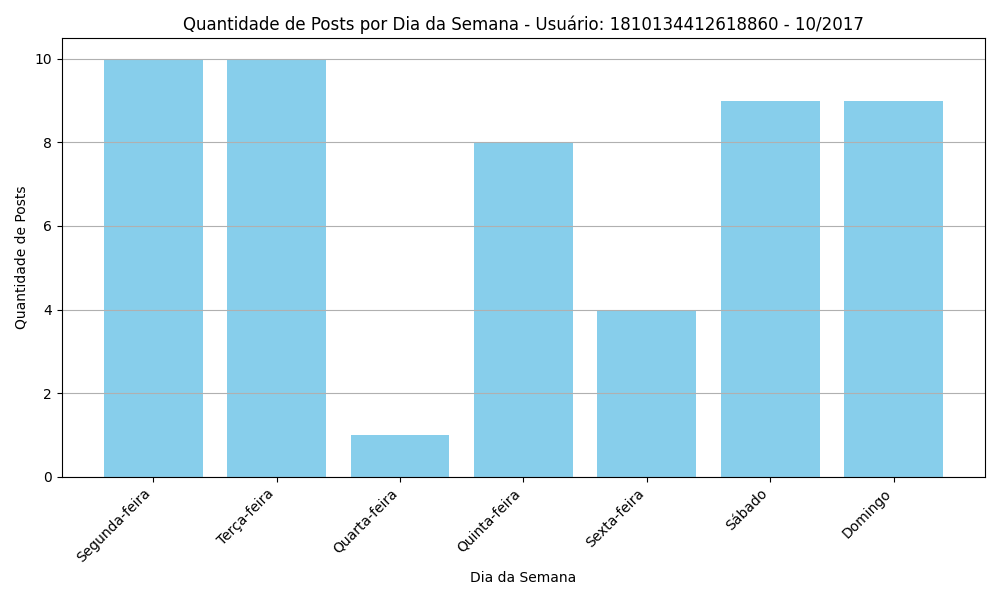 Quantidade de Posts por Dia da Semana - Usuário: 1810134412618860 - 10/2017
Quantidade de Posts
10
8
6
4
2
0
Segunda-feira
Terça-feira
Quarta-feira
Quinta-feira
Sexta-feira
Sábado
Domingo
Dia da Semana